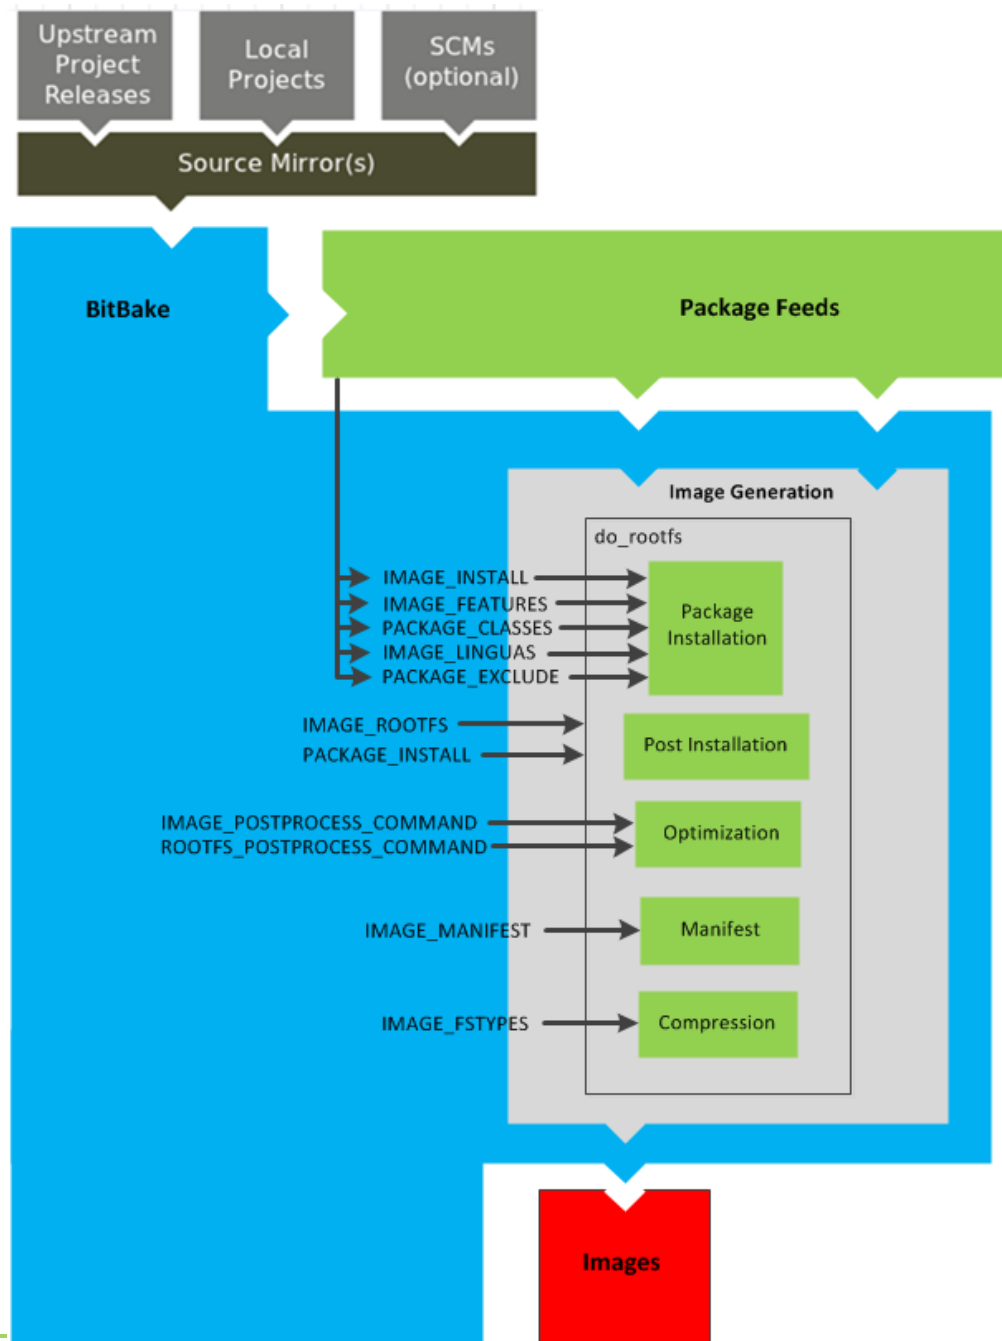 Upstream
Project
Releases
Local
Projects
SCMs
(optional)
Source Mirror(s)
BitBake
Package Feeds
Image Generation
do_rootfs
IMAGE_INSTALL
IMAGE_FEATURES
PACKAGE_CLASSES
IMAGE_LINGUAS
PACKAGE_EXCLUDE
Package
Installation
IMAGE_ROOTFS
PACKAGE_INSTALL
Post Installation
IMAGE_POSTPROCESS_COMMAND
ROOTFS_POSTPROCESS_COMMAND
Optimization
IMAGE_MANIFEST
Manifest
IMAGE_FSTYPES
Compression
Images